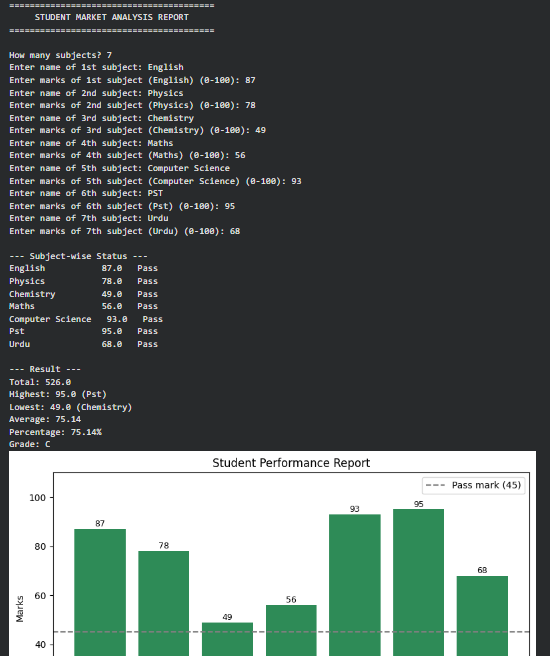 ========================================
STUDENT MARKET ANALYSIS REPORT
========================================
How many subjects? 7
Enter name of 1st subject: English
Enter marks of 1st subject (English) (0-100): 87
Enter name of 2nd subject: Physics
Enter marks of 2nd subject (Physics) (0-100): 78
Enter name of 3rd subject: Chemistry
Enter marks of 3rd subject (Chemistry) (0-100): 49
Enter name of 4th subject: Maths
Enter marks of 4th subject (Maths) (0-100): 56
Enter name of 5th subject: Computer Science
Enter marks of 5th subject (Computer Science) (0-100): 93
Enter name of 6th subject: PST
Enter marks of 6th subject (Pst) (0-100): 95
Enter name of 7th subject: Urdu
Enter marks of 7th subject (Urdu) (0-100): 68
--- Subject-wise Status ---
English 87.0 Pass
Physics 78.0 Pass
Chemistry 49.0 Pass
Maths 56.0 Pass
Computer Science 93.0 Pass
Pst 95.0 Pass
Urdu 68.0 Pass
--- Result ---
Total: 526.0
Highest: 95.0 (Pst)
Lowest: 49.0 (Chemistry)
Average: 75.14
Percentage: 75.14%
Grade: C
Student Performance Report
Pass mark (45)
100
80
60
40
Marks
87
78
49
56
93
95
68